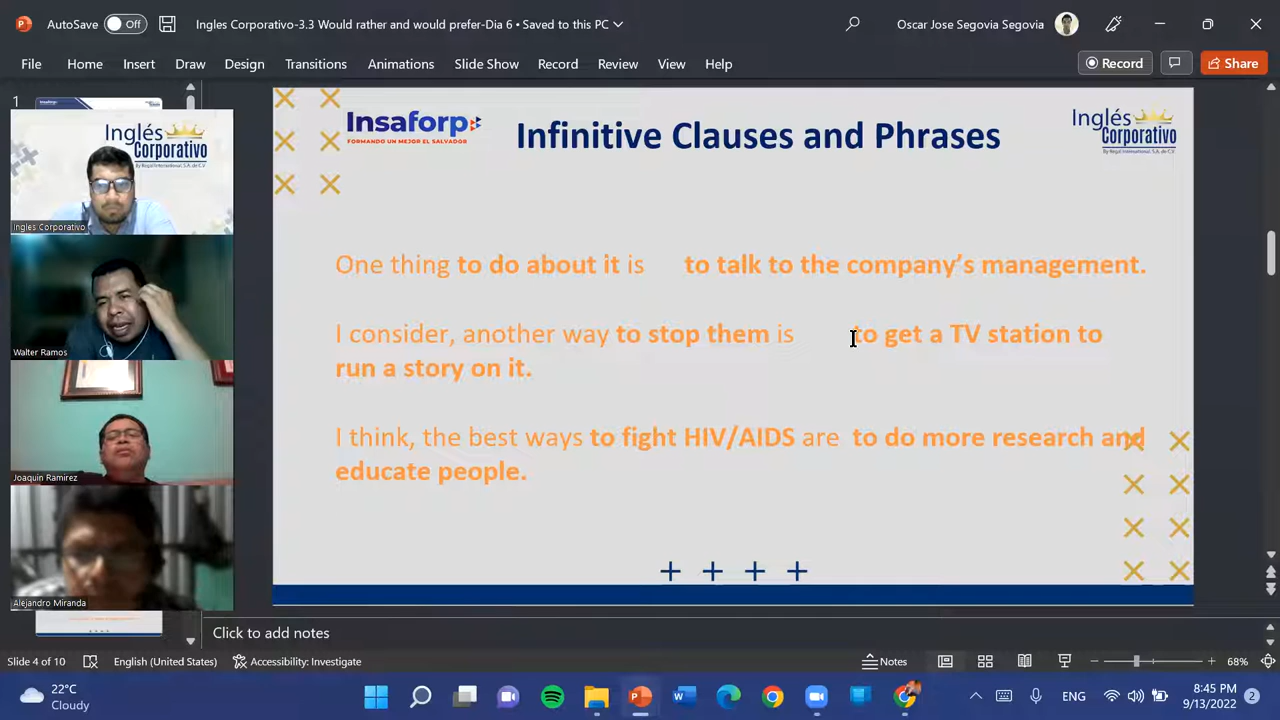 AutoSave Off Ingles Corporativo-3.3 Would rather and would prefer-Dia 6 • Saved to this PC Oscar Jose Segovia Segovia
File Home Insert Draw Design Transitions Animations Slide Show Record Review View Help Record Share
1
Inglés Corporativo
Ingles Corporativo
Walter Ramos
Joaquin Ramirez
Alejandro Miranda
Insaforp
FORMANDO UN MEJOR EL SALVADOR
Infinitive Clauses and Phrases
Inglés
Corporativo
By Regal International, S.A. de C.V.
One thing to do about it is to talk to the company's management.
I consider, another way to stop them is to get a TV station to
run a story on it.
I think, the best ways to fight HIV/AIDS are to do more research and
educate people.
+ + + +
Click to add notes
Slide 4 of 10 English (United States) Accessibility: Investigate Notes 68%
22°C
Cloudy
ENG
8:45 PM
9/13/2022
2